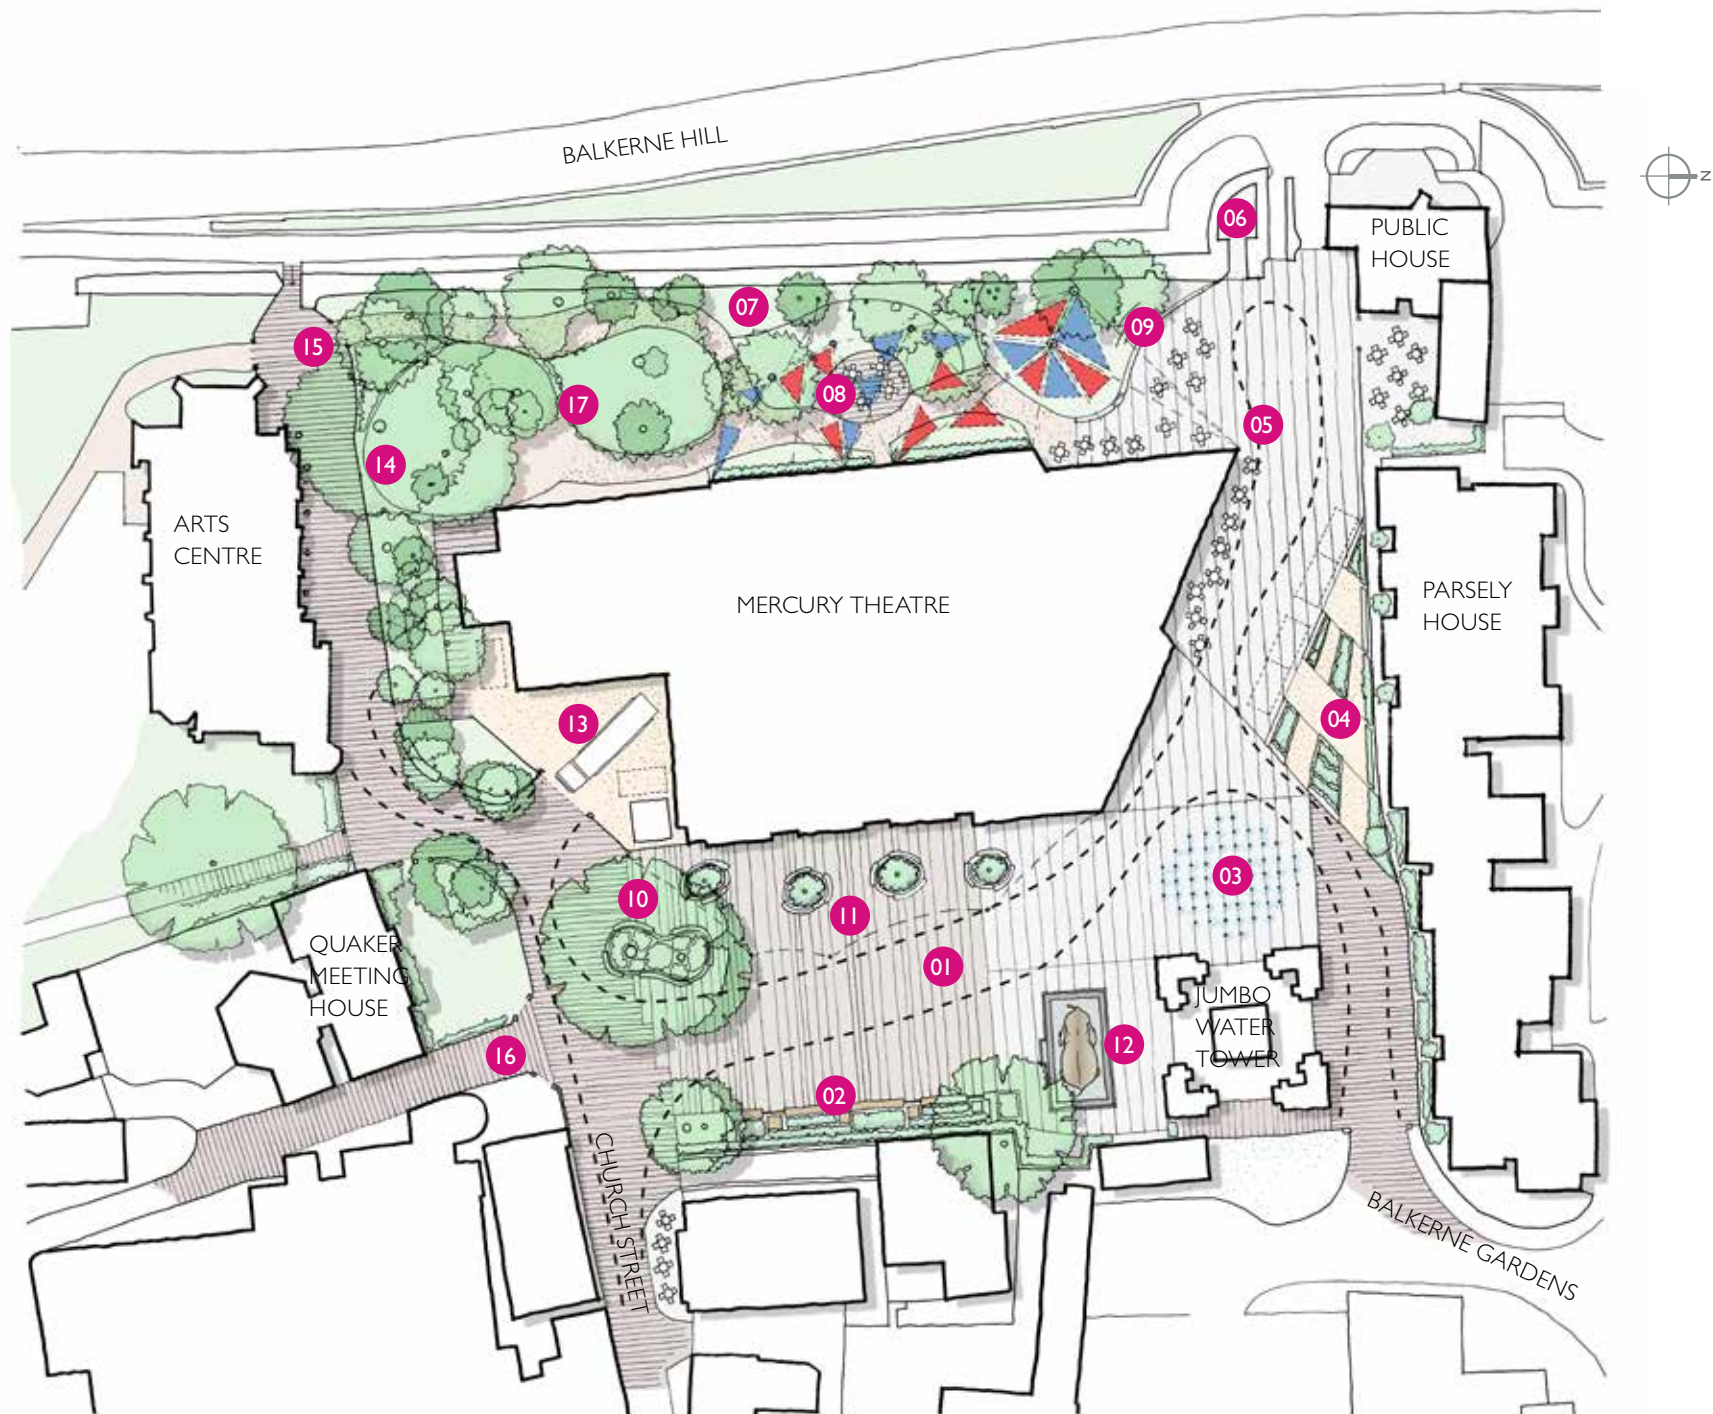 BALKERNE HILL
N
06
PUBLIC
HOUSE
07
09
15
08
17
05
14
ARTS
CENTRE
MERCURY THEATRE
PARSELY
HOUSE
13
04
03
10
11
01
QUAKER
MEETING
HOUSE
JUMBO
WATER
TOWER
12
16
02
CHURCH STREET
BALKERNE GARDENS